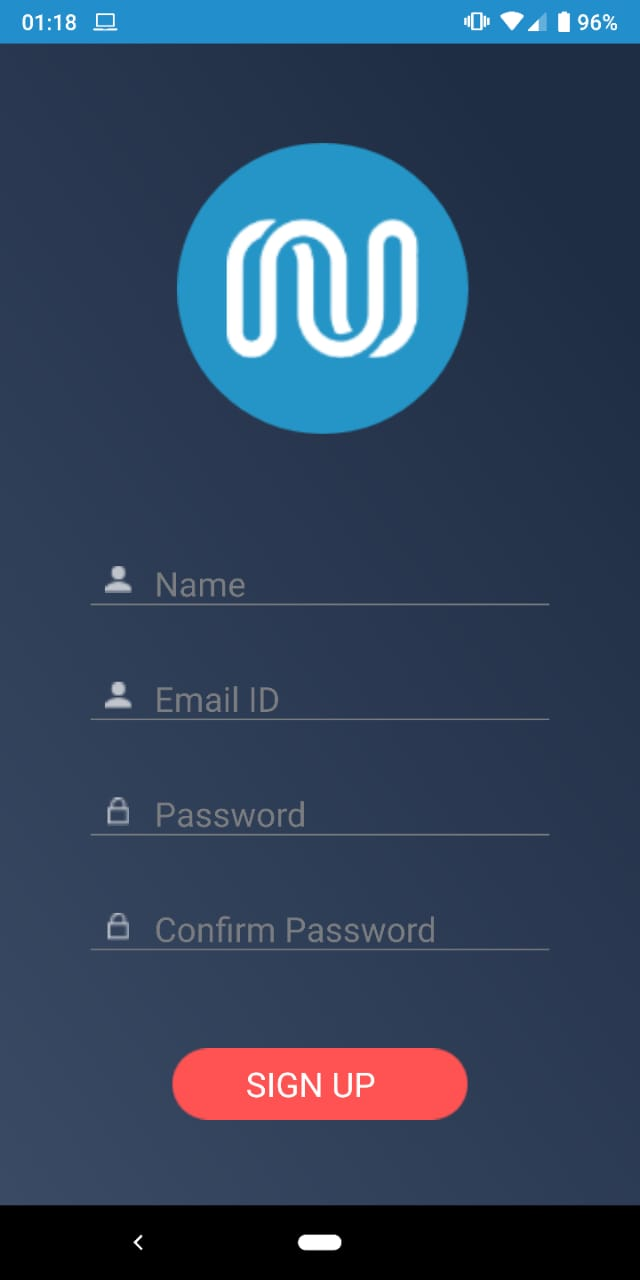 01:18 96%
Name
Email ID
Password
Confirm Password
SIGN UP